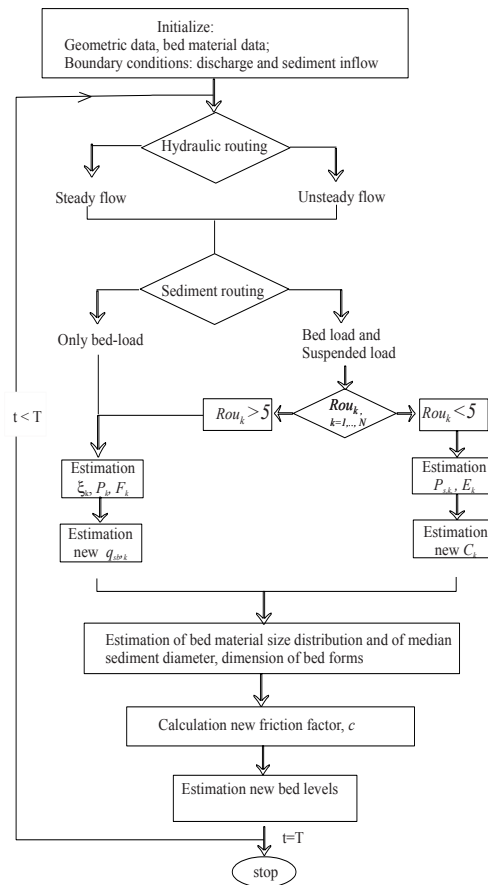 Initialize:
Geometric data, bed material data;
Boundary conditions: discharge and sediment inflow
Hydraulic routing
Steady flow
Unsteady flow
Sediment routing
Only bed-load
Bed load and
Suspended load
t < T
Rou_k > 5
Rou_k ,
k=1,.., N
Rou_k < 5
Estimation
ξ_k, P_k, F_k
Estimation
P_s,k , E_k
Estimation
new q_sb,k
Estimation
new C_k
Estimation of bed material size distribution and of median
sediment diameter, dimension of bed forms
Calculation new friction factor, c
Estimation new bed levels
t=T
stop